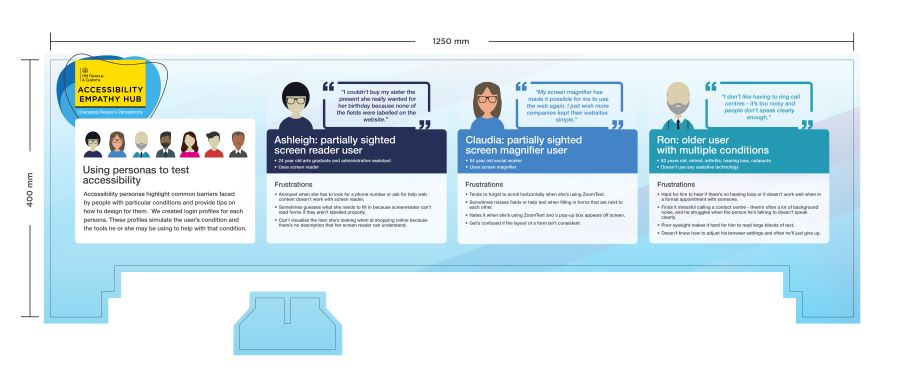 1250 mm
400 mm
HM Revenue
& Customs
ACCESSIBILITY
EMPATHY HUB
Changing People's Perceptions
Using personas to test
accessibility
Accessibility personas highlight common barriers faced
by people with particular conditions and provide tips on
how to design for them. We created login profiles for each
persona. These profiles simulate the user's condition and
the tools he or she may be using to help with that condition.
"I couldn't buy my sister the
present she really wanted for
her birthday because none of
the fields were labelled on the
website."
Ashleigh: partially sighted
screen reader user
• 24 year old arts graduate and administrative assistant
• Uses screen reader
Frustrations
• Annoyed when she has to look for a phone number or ask for help web
content doesn't work with screen reader.
• Sometimes guesses what she needs to fill in because screenreader can't
read forms if they aren't labelled properly.
• Can't visualise the item she's looking when at shopping online because
there's no description that her screen reader can understand.
"My screen magnifier has
made it possible for me to use
the web again. I just wish more
companies kept their websites
simple."
Claudia: partially sighted
screen magnifier user
• 54 year old social worker
• Uses screen magnifier
Frustrations
• Tends to forget to scroll horizontally when she's using ZoomText.
• Sometimes misses fields or help text when filling in forms that are next to
each other.
• Hates it when she's using ZoomText and a pop-up box appears off screen.
• Gets confused if the layout of a form isn't consistent
"I don't like having to ring call
centres - it's too noisy and
people don't speak clearly
enough."
Ron: older user
with multiple conditions
• 82 years old, retired, arthritis, hearing loss, cataracts
• Doesn't use any assistive technology
Frustrations
• Hard for him to hear if there's no hearing loop or it doesn't work well when in
a formal appointment with someone.
• Finds it stressful calling a contact centre - there's often a lot of background
noise, and he struggles when the person he's talking to doesn't speak
clearly.
• Poor eyesight makes it hard for him to read large blocks of text.
• Doesn't know how to adjust his browser settings and often he'll just give up.